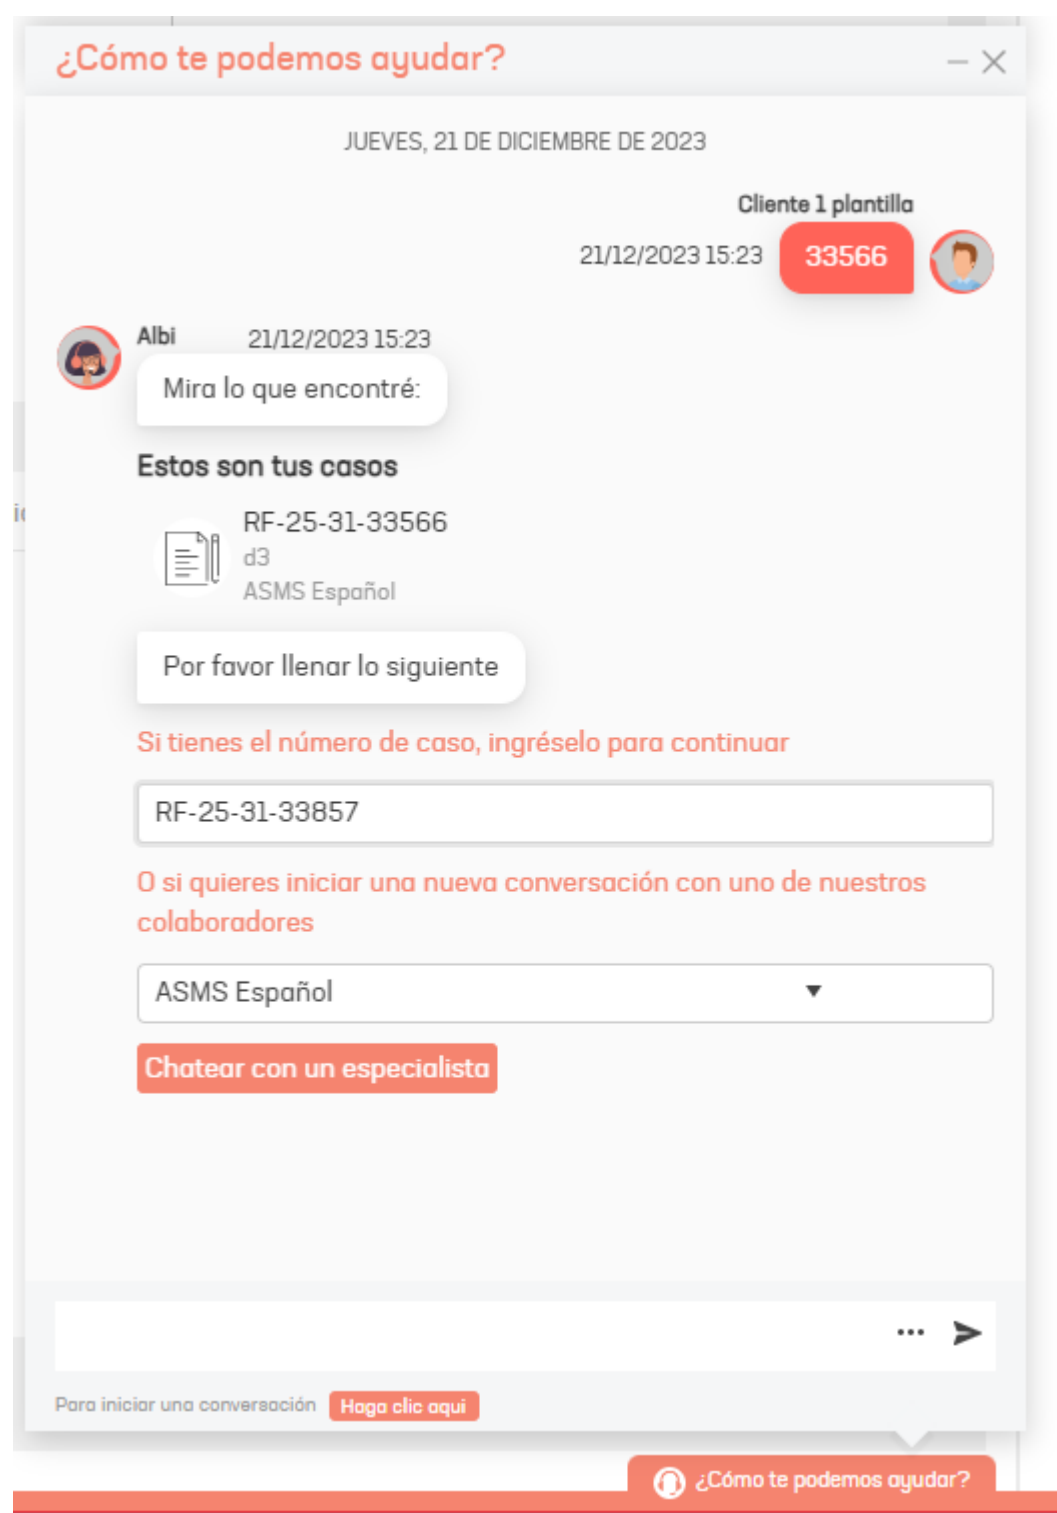 ¿Cómo te podemos ayudar?
JUEVES, 21 DE DICIEMBRE DE 2023
Cliente 1 plantilla
21/12/2023 15:23 33566
Albi 21/12/2023 15:23
Mira lo que encontré:
Estos son tus casos
RF-25-31-33566
d3
ASMS Español
Por favor llenar lo siguiente
Si tienes el número de caso, ingréselo para continuar
RF-25-31-33857
O si quieres iniciar una nueva conversación con uno de nuestros
colaboradores
ASMS Español
Chatear con un especialista
Para iniciar una conversación Haga clic aqui
¿Cómo te podemos ayudar?